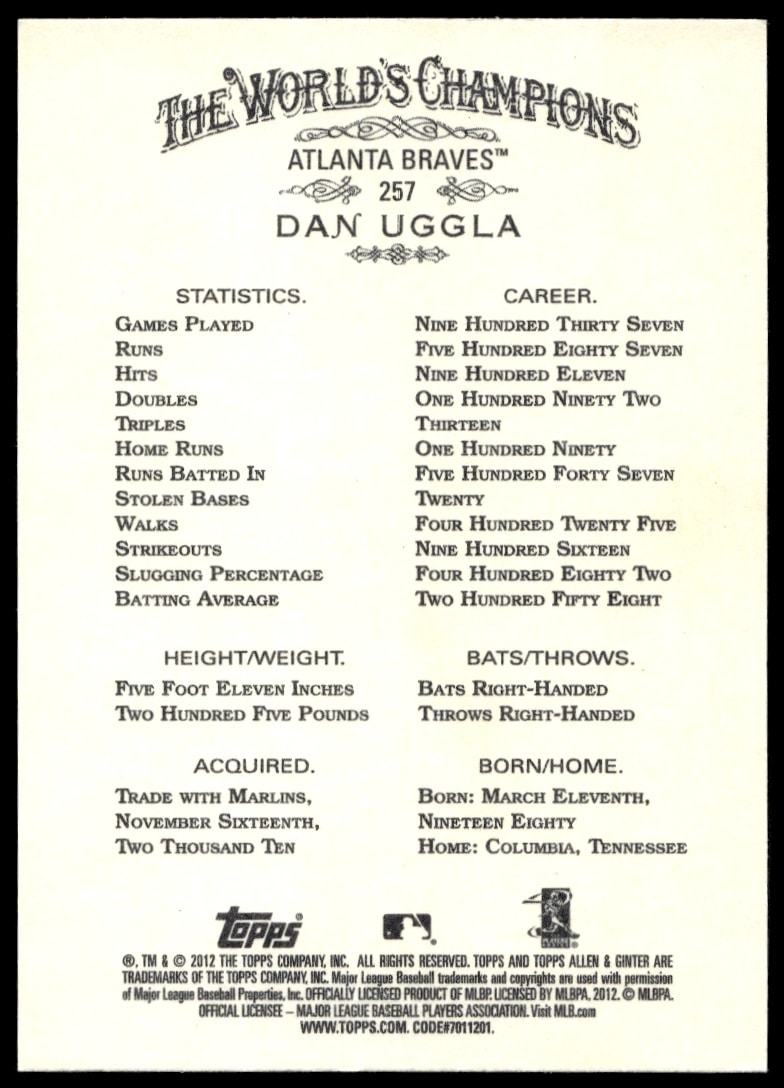 THE WORLD'S CHAMPIONS
ATLANTA BRAVES™
257
DAN UGGLA
STATISTICS. CAREER.
GAMES PLAYED NINE HUNDRED THIRTY SEVEN
RUNS FIVE HUNDRED EIGHTY SEVEN
HITS NINE HUNDRED ELEVEN
DOUBLES ONE HUNDRED NINETY TWO
TRIPLES THIRTEEN
HOME RUNS ONE HUNDRED NINETY
RUNS BATTED IN FIVE HUNDRED FORTY SEVEN
STOLEN BASES TWENTY
WALKS FOUR HUNDRED TWENTY FIVE
STRIKEOUTS NINE HUNDRED SIXTEEN
SLUGGING PERCENTAGE FOUR HUNDRED EIGHTY TWO
BATTING AVERAGE TWO HUNDRED FIFTY EIGHT
HEIGHT/WEIGHT.
FIVE FOOT ELEVEN INCHES
TWO HUNDRED FIVE POUNDS
BATS/THROWS.
BATS RIGHT-HANDED
THROWS RIGHT-HANDED
ACQUIRED.
TRADE WITH MARLINS,
NOVEMBER SIXTEENTH,
TWO THOUSAND TEN
BORN/HOME.
BORN: MARCH ELEVENTH,
NINETEEN EIGHTY
HOME: COLUMBIA, TENNESSEE
Topps®
®, TM & © 2012 THE TOPPS COMPANY, INC. ALL RIGHTS RESERVED. TOPPS AND TOPPS ALLEN & GINTER ARE
TRADEMARKS OF THE TOPPS COMPANY, INC. Major League Baseball trademarks and copyrights are used with permission
of Major League Baseball Properties, Inc. OFFICIALLY LICENSED PRODUCT OF MLBP. LICENSED BY MLBPA, 2012. © MLBPA.
OFFICIAL LICENSEE – MAJOR LEAGUE BASEBALL PLAYERS ASSOCIATION. Visit MLB.com
WWW.TOPPS.COM. CODE#7011201.